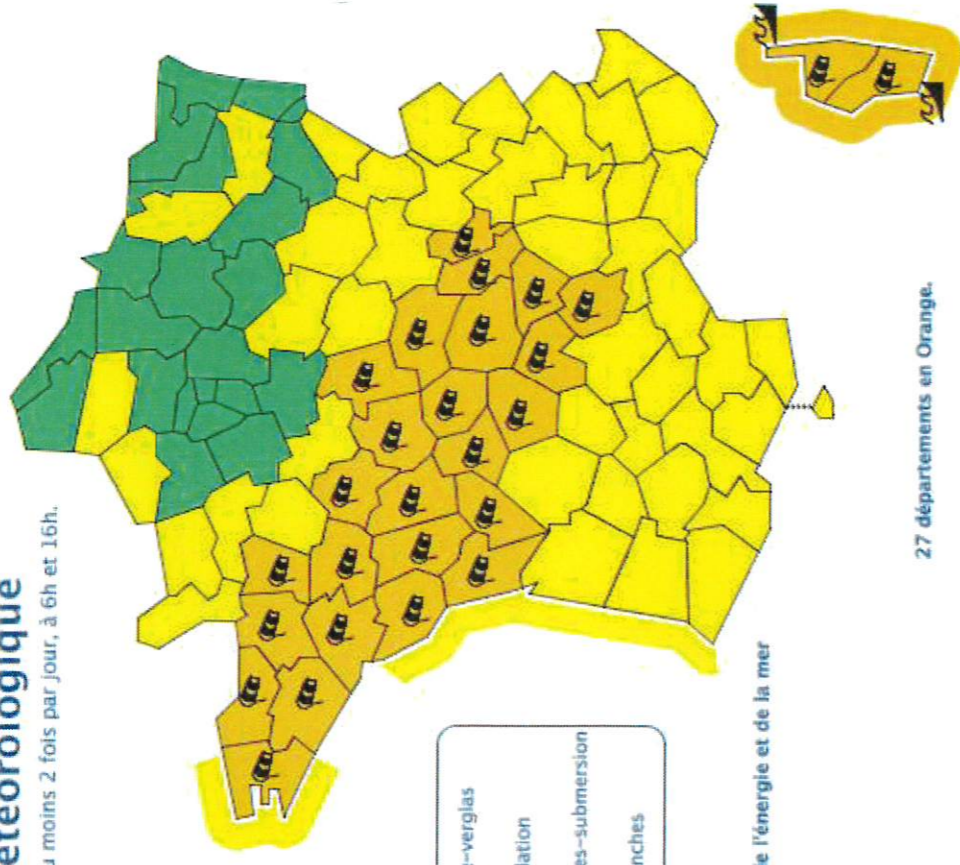 étéorologique
u moins 2 fois par jour, à 6h et 16h.
-verglas
lation
es-submersion
nches
e l'énergie et de la mer
27 départements en Orange.